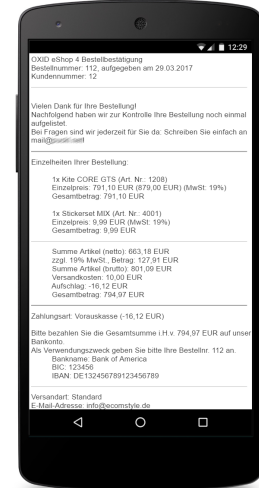 12:29
OXID eShop 4 Bestellbestätigung
Bestellnummer: 112, aufgegeben am 29.03.2017
Kundennummer: 12
Vielen Dank für Ihre Bestellung!
Nachfolgend haben wir zur Kontrolle Ihre Bestellung noch einmal
aufgelistet.
Bei Fragen sind wir jederzeit für Sie da: Schreiben Sie einfach an
Einzelheiten Ihrer Bestellung:
1x Kite CORE GTS (Art. Nr.: 1208)
Einzelpreis: 791,10 EUR (879,00 EUR) (MwSt: 19%)
Gesamtbetrag: 791,10 EUR
1x Stickerset MIX (Art. Nr.: 4001)
Einzelpreis: 9,99 EUR (MwSt: 19%)
Gesamtbetrag: 9,99 EUR
Summe Artikel (netto): 663,18 EUR
zzgl. 19% MwSt., Betrag: 127,91 EUR
Summe Artikel (brutto): 801,09 EUR
Versandkosten: 10,00 EUR
Aufschlag: -16,12 EUR
Gesamtbetrag: 794,97 EUR
Zahlungsart: Vorauskasse (-16,12 EUR)
Bitte bezahlen Sie die Gesamtsumme i.H.v. 794,97 EUR auf unser
Bankonto.
Als Verwendungszweck geben Sie bitte Ihre Bestellnr. 112 an.
Bankname: Bank of America
BIC: 123456
IBAN: DE132456789123456789
Versandart: Standard
E-Mail-Adresse: info@ecomstyle.de